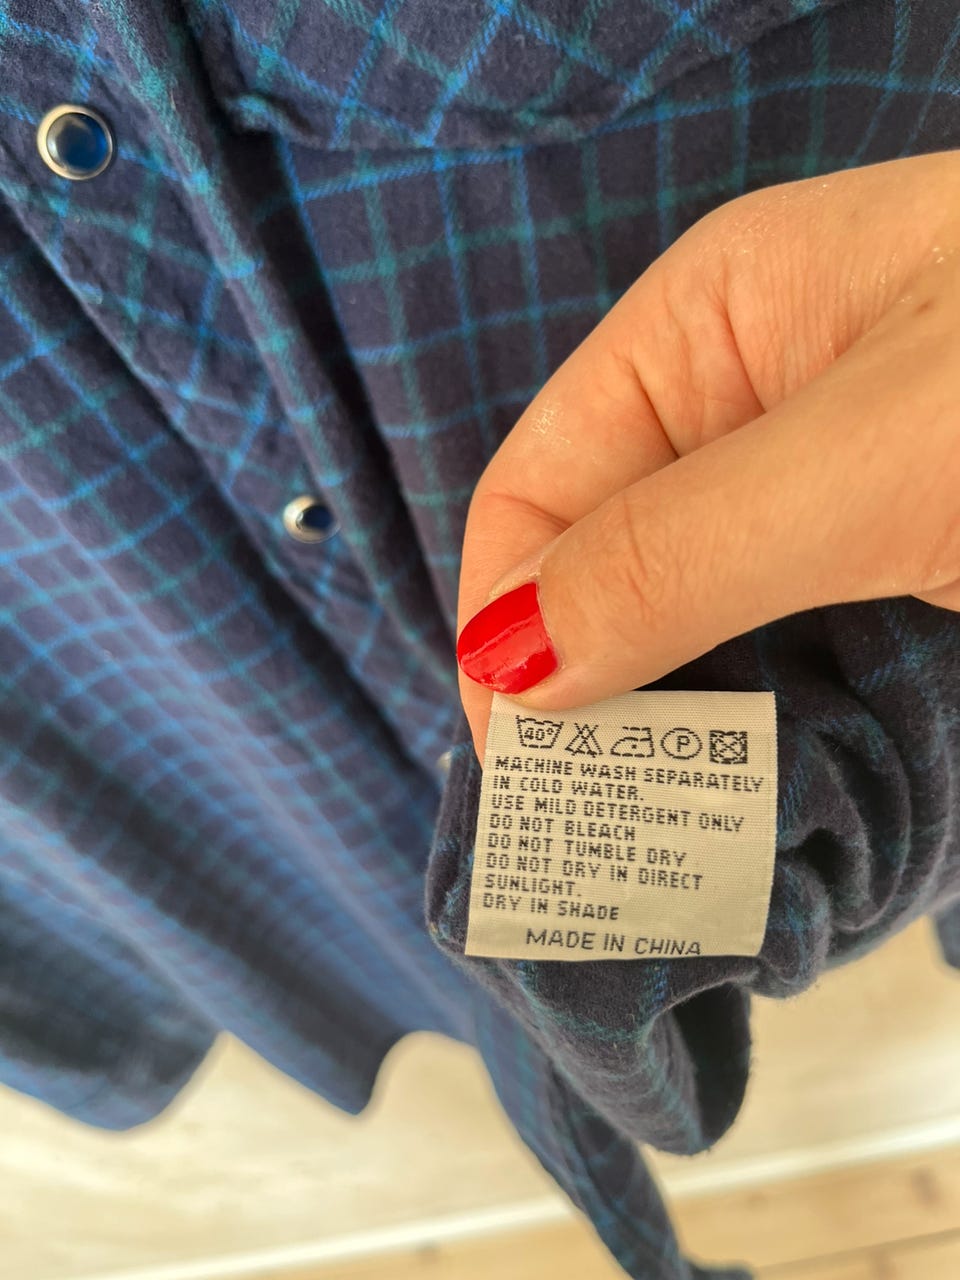 40°
P
MACHINE WASH SEPARATELY
IN COLD WATER.
USE MILD DETERGENT ONLY
DO NOT BLEACH
DO NOT TUMBLE DRY
DO NOT DRY IN DIRECT
SUNLIGHT.
DRY IN SHADE
MADE IN CHINA